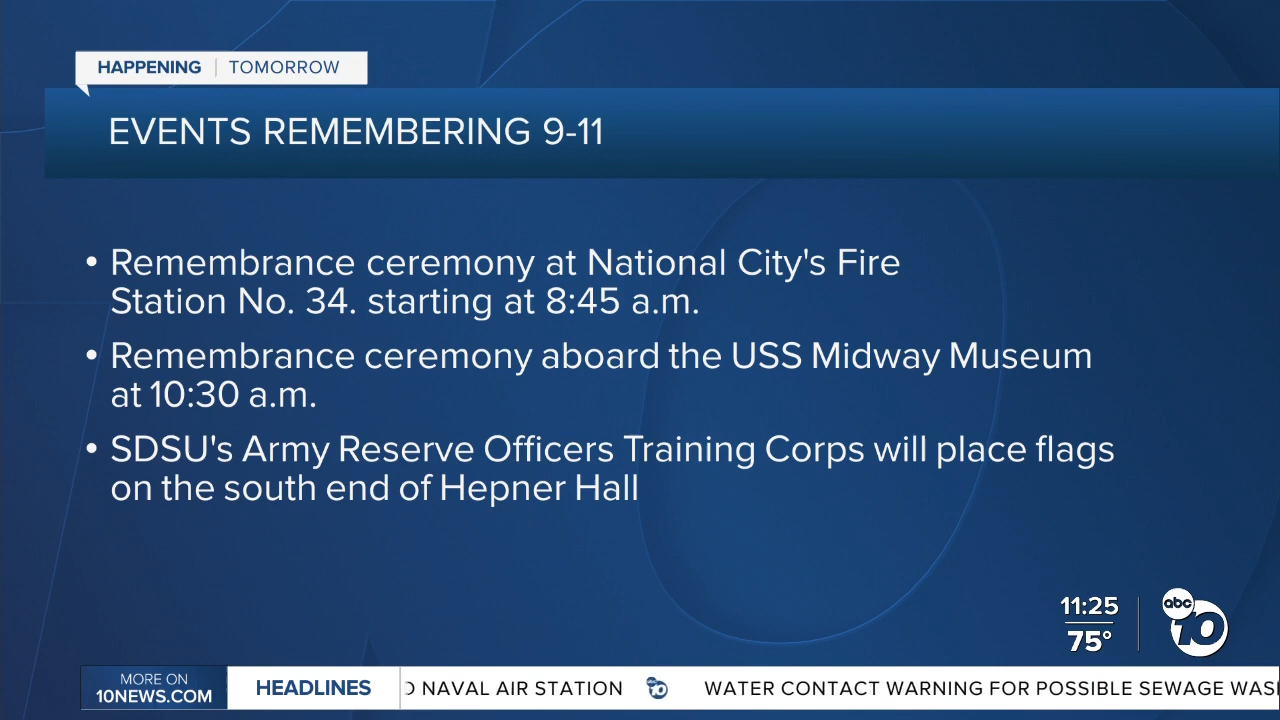 HAPPENING | TOMORROW
EVENTS REMEMBERING 9-11
• Remembrance ceremony at National City's Fire
Station No. 34. starting at 8:45 a.m.
• Remembrance ceremony aboard the USS Midway Museum
at 10:30 a.m.
• SDSU's Army Reserve Officers Training Corps will place flags
on the south end of Hepner Hall
11:25
75°
abc
10
MORE ON
10NEWS.COM
HEADLINES
NAVAL AIR STATION
abc 10
WATER CONTACT WARNING FOR POSSIBLE SEWAGE